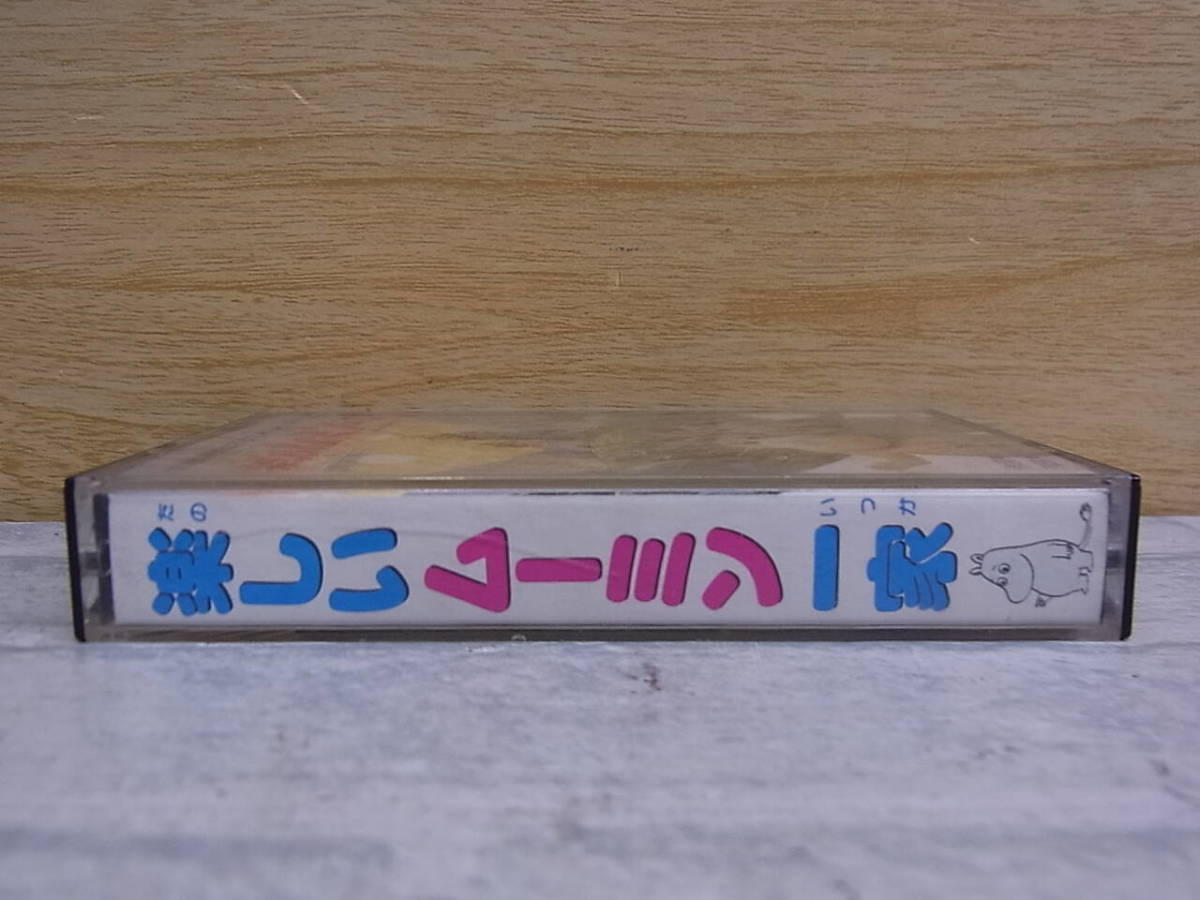 楽しいムーミン一家
たの いっか